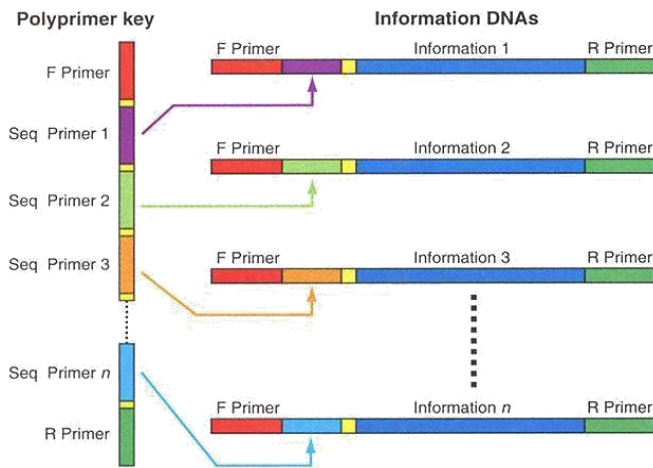 Polyprimer key
Information DNAs
F Primer
Seq Primer 1
Seq Primer 2
Seq Primer 3
Seq Primer n
R Primer
F Primer Information 1 R Primer
F Primer Information 2 R Primer
F Primer Information 3 R Primer
F Primer Information n R Primer